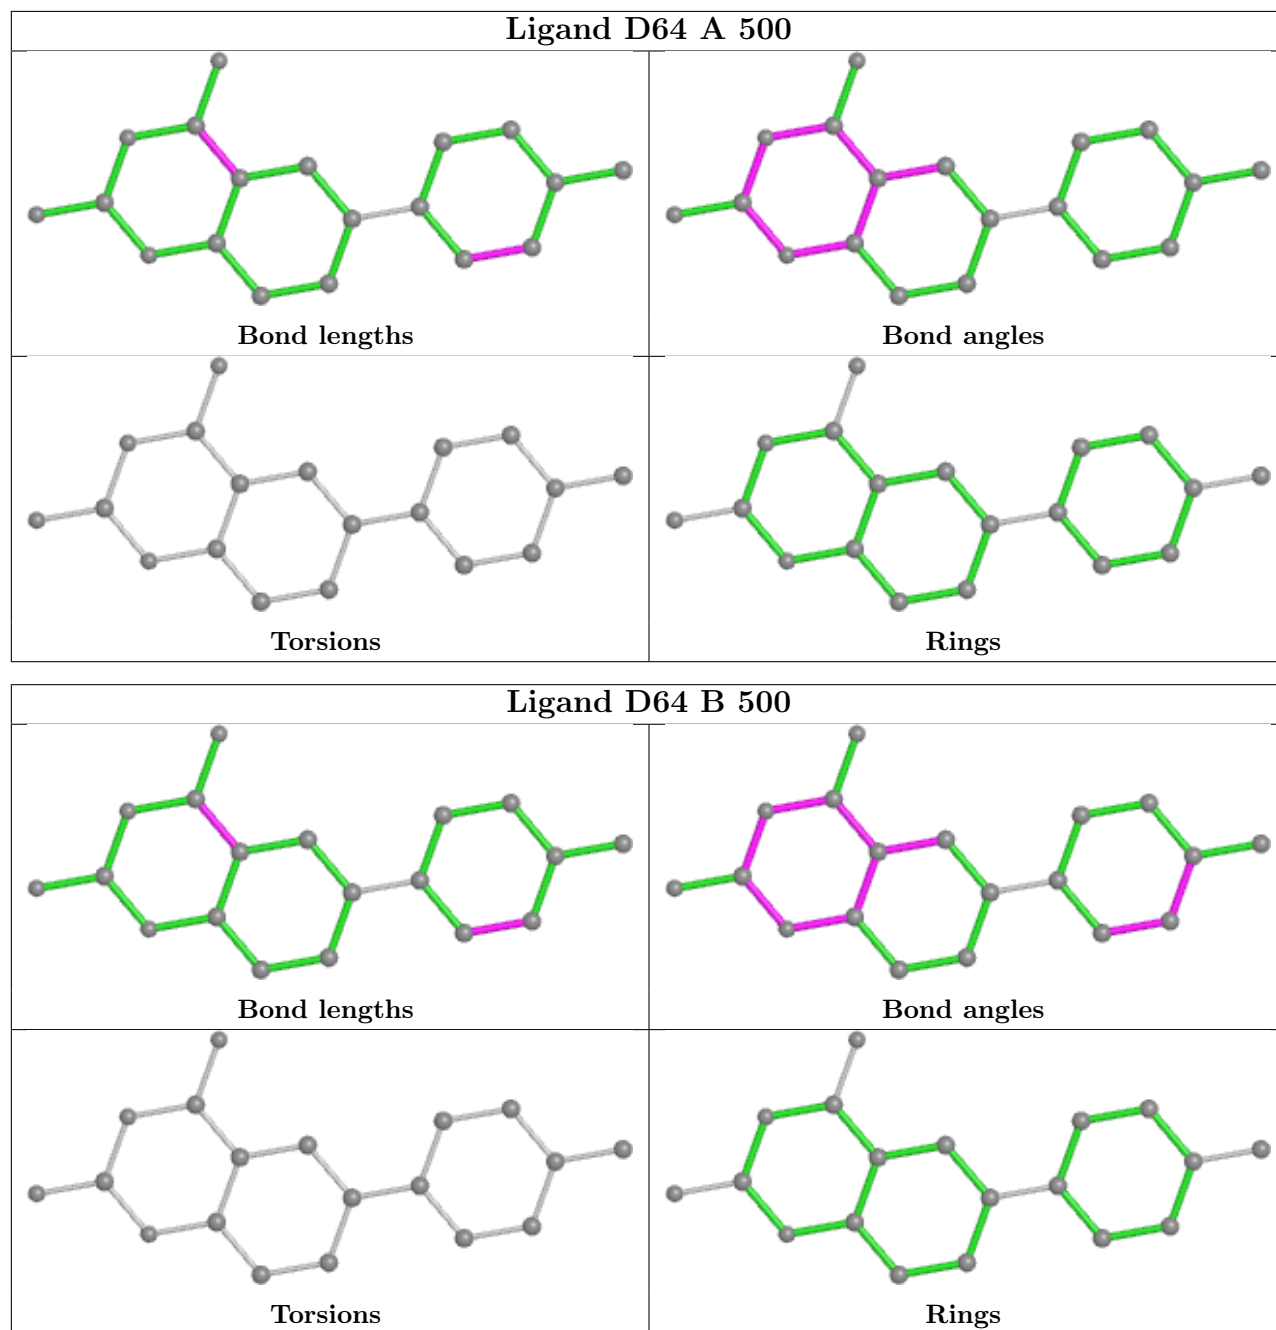 Ligand D64 A 500
Bond lengths
Bond angles
Torsions
Rings
Ligand D64 B 500
Bond lengths
Bond angles
Torsions
Rings